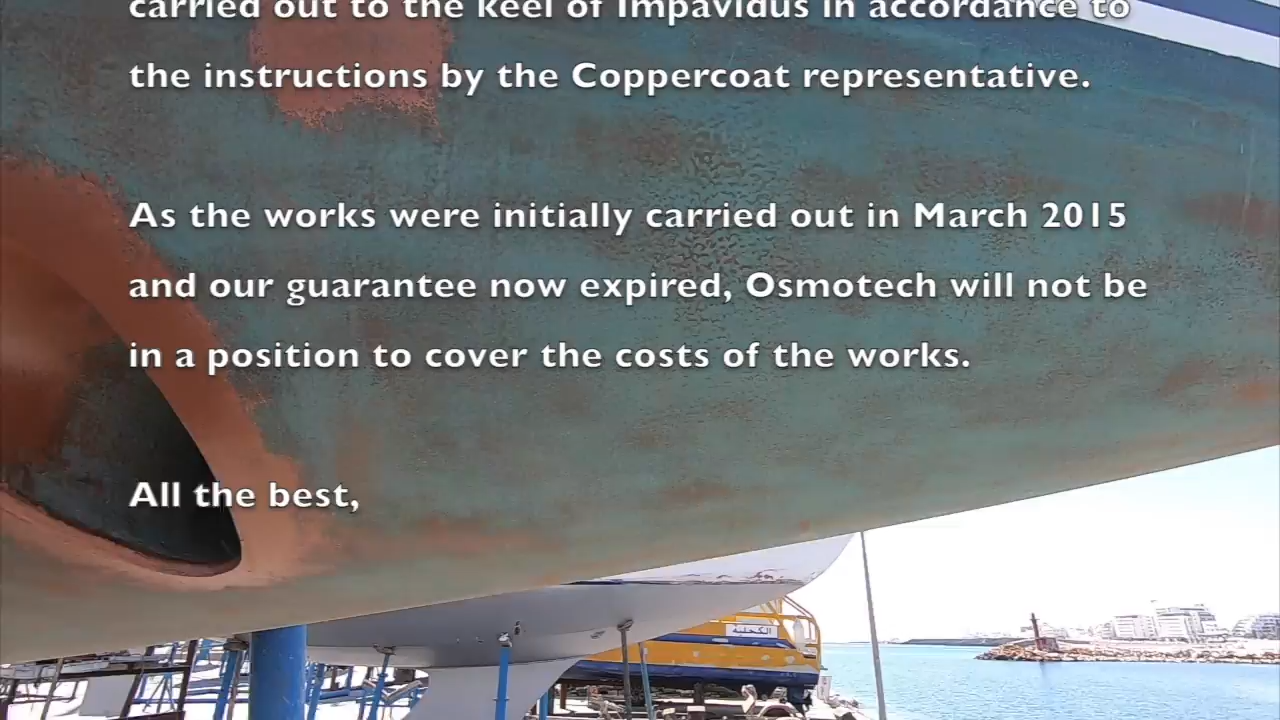 carried out to the keel of Impavidus in accordance to
the instructions by the Coppercoat representative.
As the works were initially carried out in March 2015
and our guarantee now expired, Osmotech will not be
in a position to cover the costs of the works.
All the best,
الكحلية